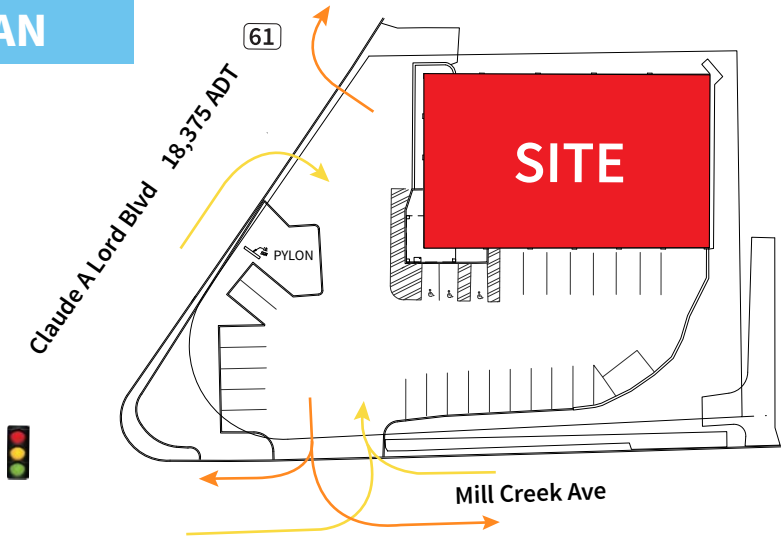 AN
61
Claude A Lord Blvd 18,375 ADT
SITE
PYLON
Mill Creek Ave